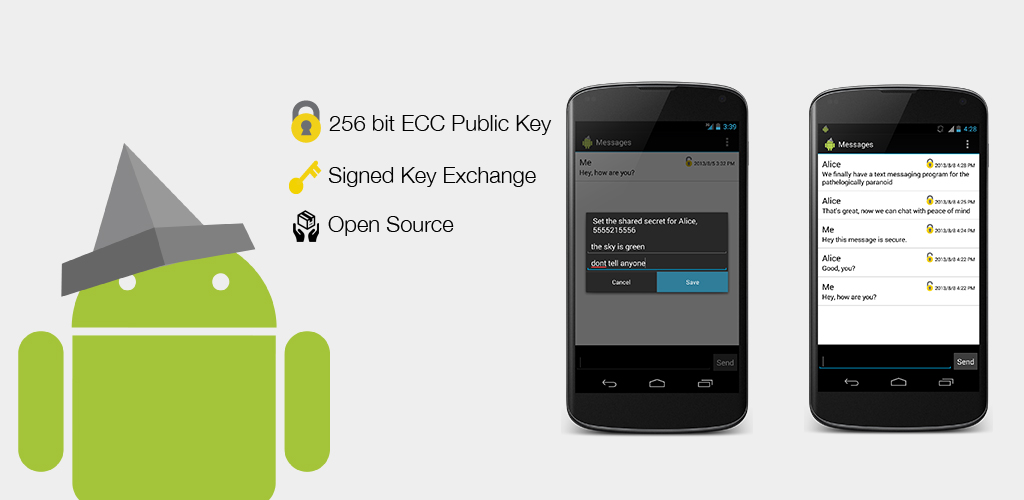 256 bit ECC Public Key
Signed Key Exchange
Open Source
3:39
Messages
Me
2013/8/5 3:32 PM
Hey, how are you?
Set the shared secret for Alice,
5555215556
the sky is green
dont tell anyone
Cancel
Save
Send
4:28
Messages
Alice
2013/8/8 4:28 PM
We finally have a text messaging program for the
pathelogically paranoid
Alice
2013/8/8 4:25 PM
That's great, now we can chat with peace of mind
Me
2013/8/8 4:24 PM
Hey this message is secure.
Alice
2013/8/8 4:22 PM
Good, you?
Me
2013/8/8 4:22 PM
Hey, how are you?
Send